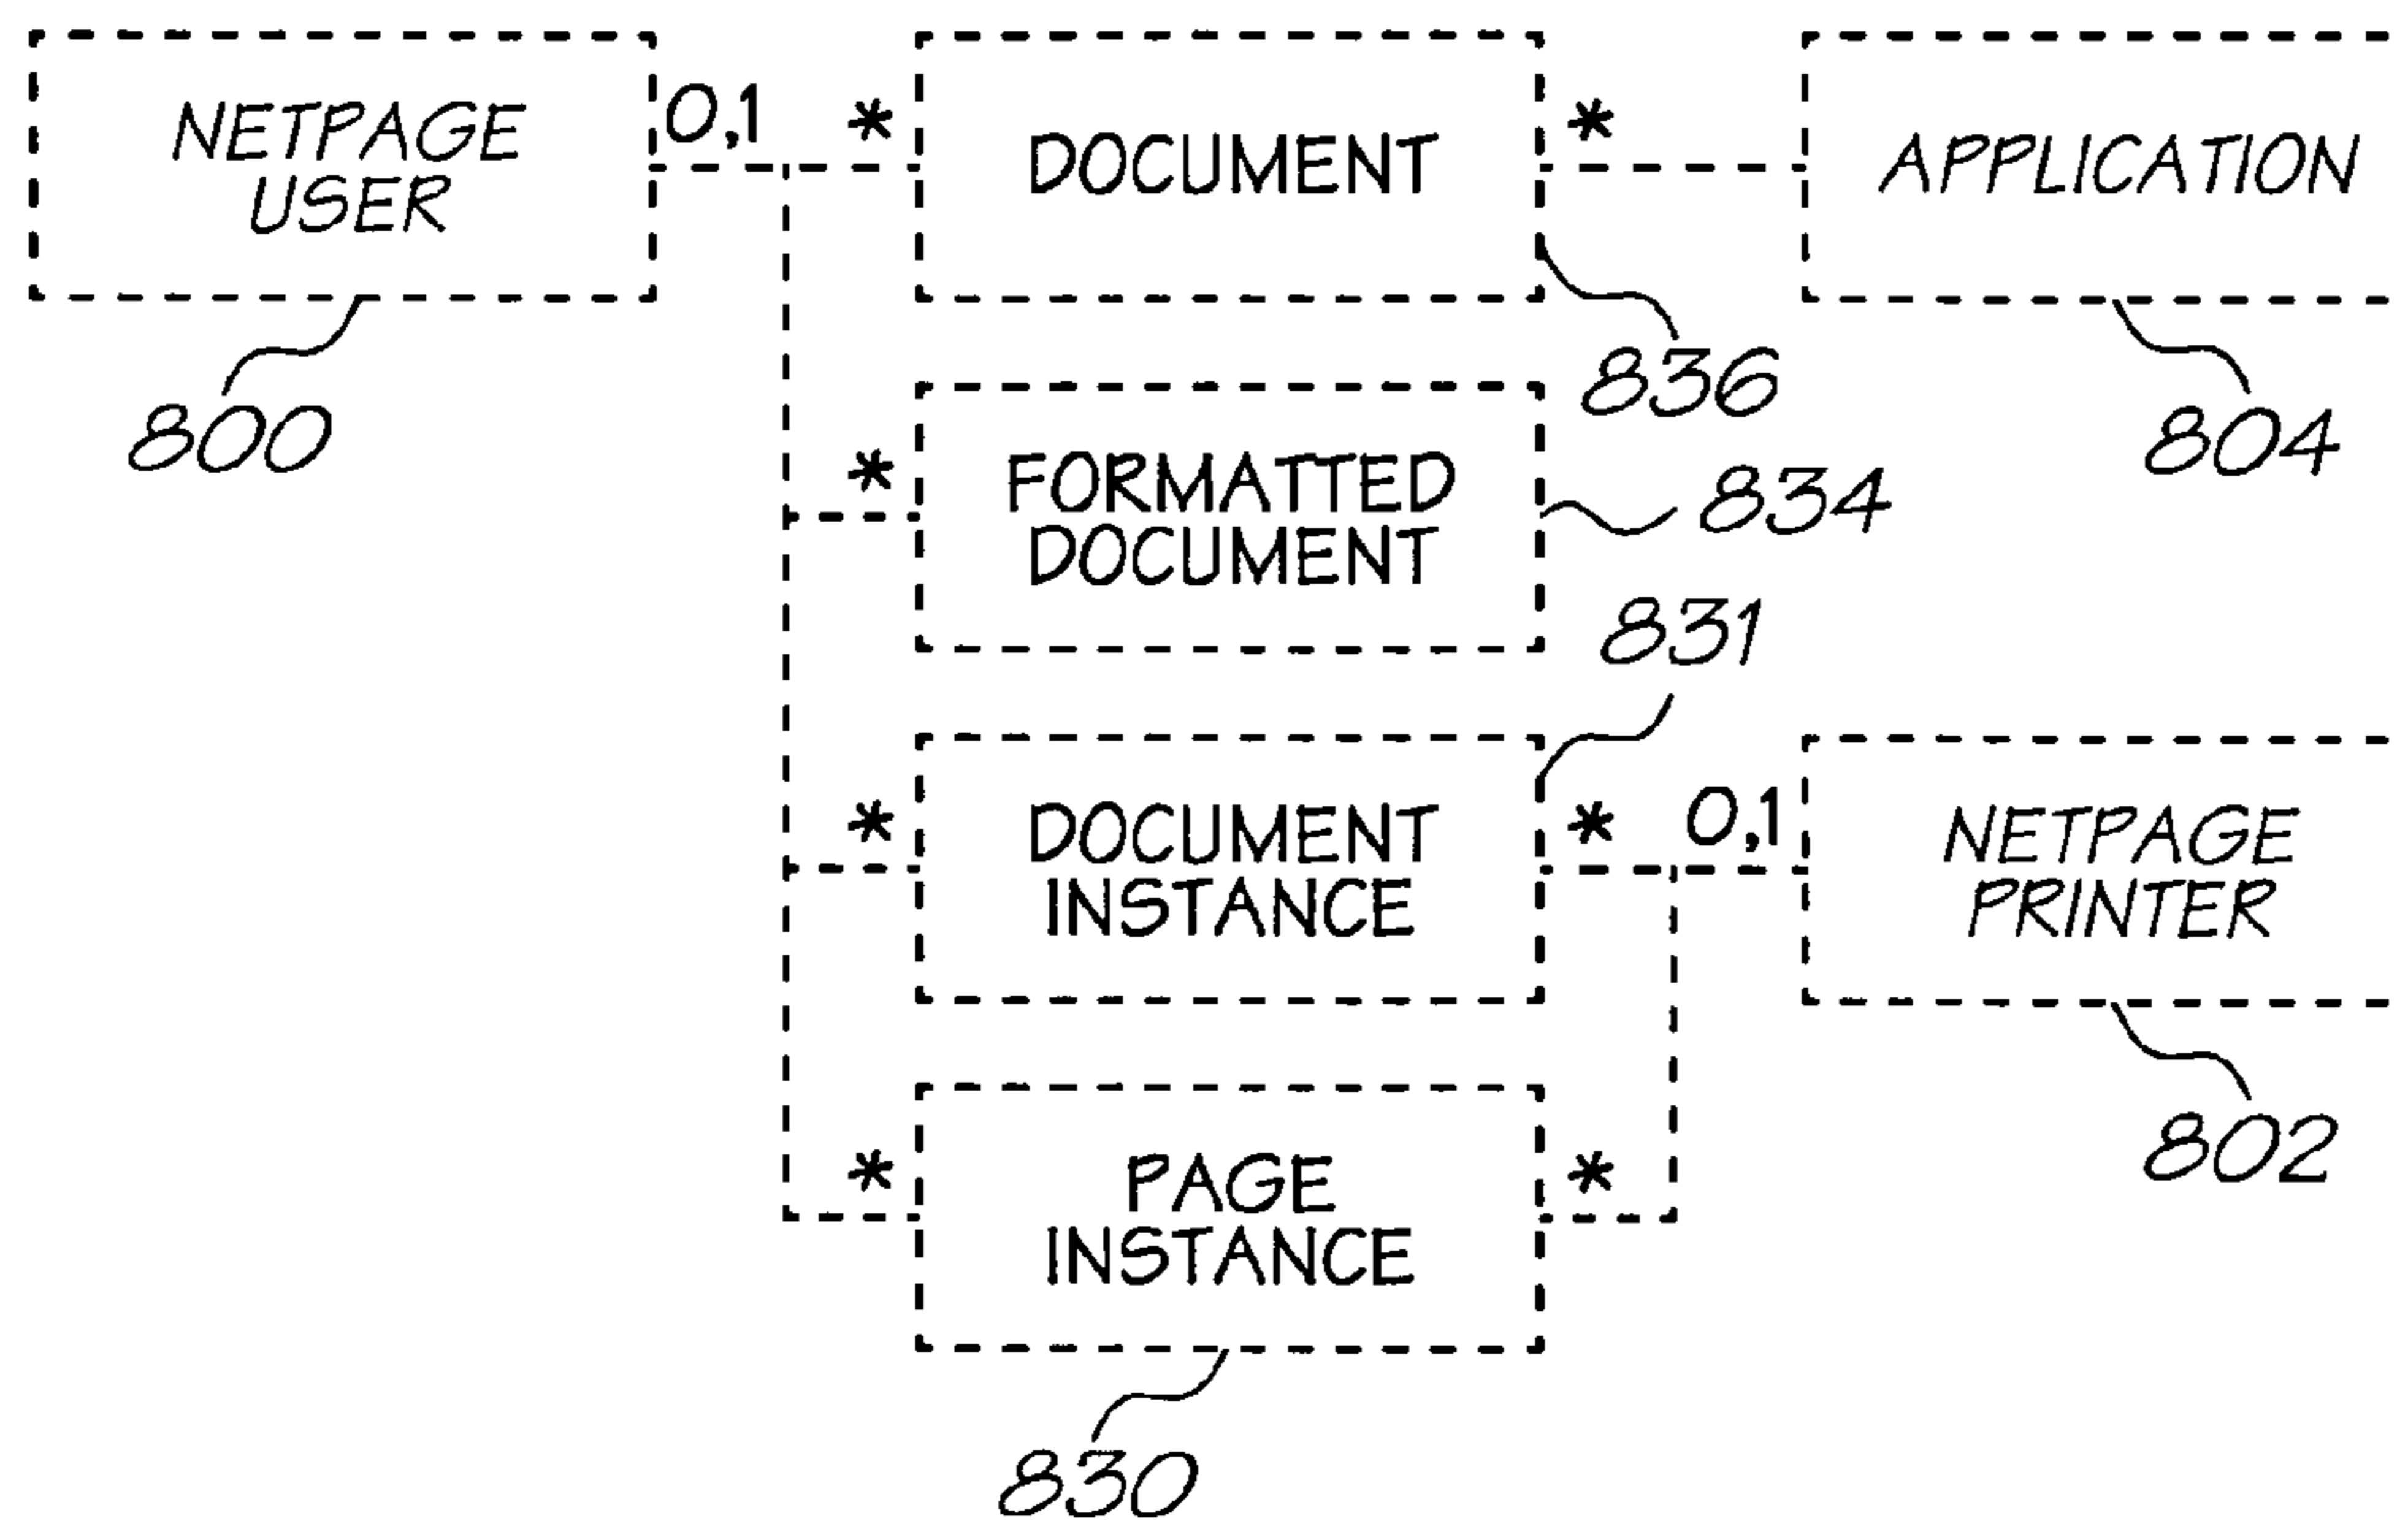 NETPAGE
USER
0,1
*
DOCUMENT
*
APPLICATION
800
836
804
*
FORMATTED
DOCUMENT
834
831
*
DOCUMENT
INSTANCE
*
0,1
NETPAGE
PRINTER
802
*
PAGE
INSTANCE
*
830